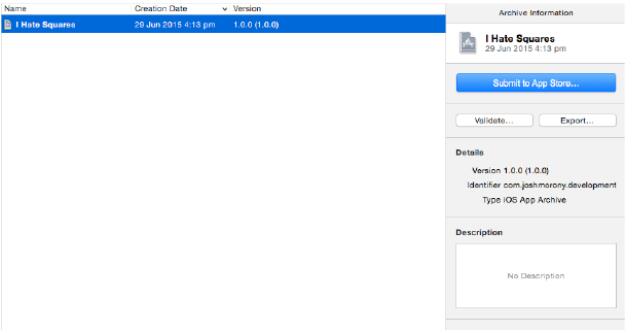 Name Creation Date Version
I Hate Squares 29 Jun 2015 4:13 pm 1.0.0 (1.0.0)
Archive Information
I Hate Squares
29 Jun 2015 4:13 pm
Submit to App Store...
Validate... Export...
Details
Version 1.0.0 (1.0.0)
Identifier com.joshmorony.development
Type iOS App Archive
Description
No Description